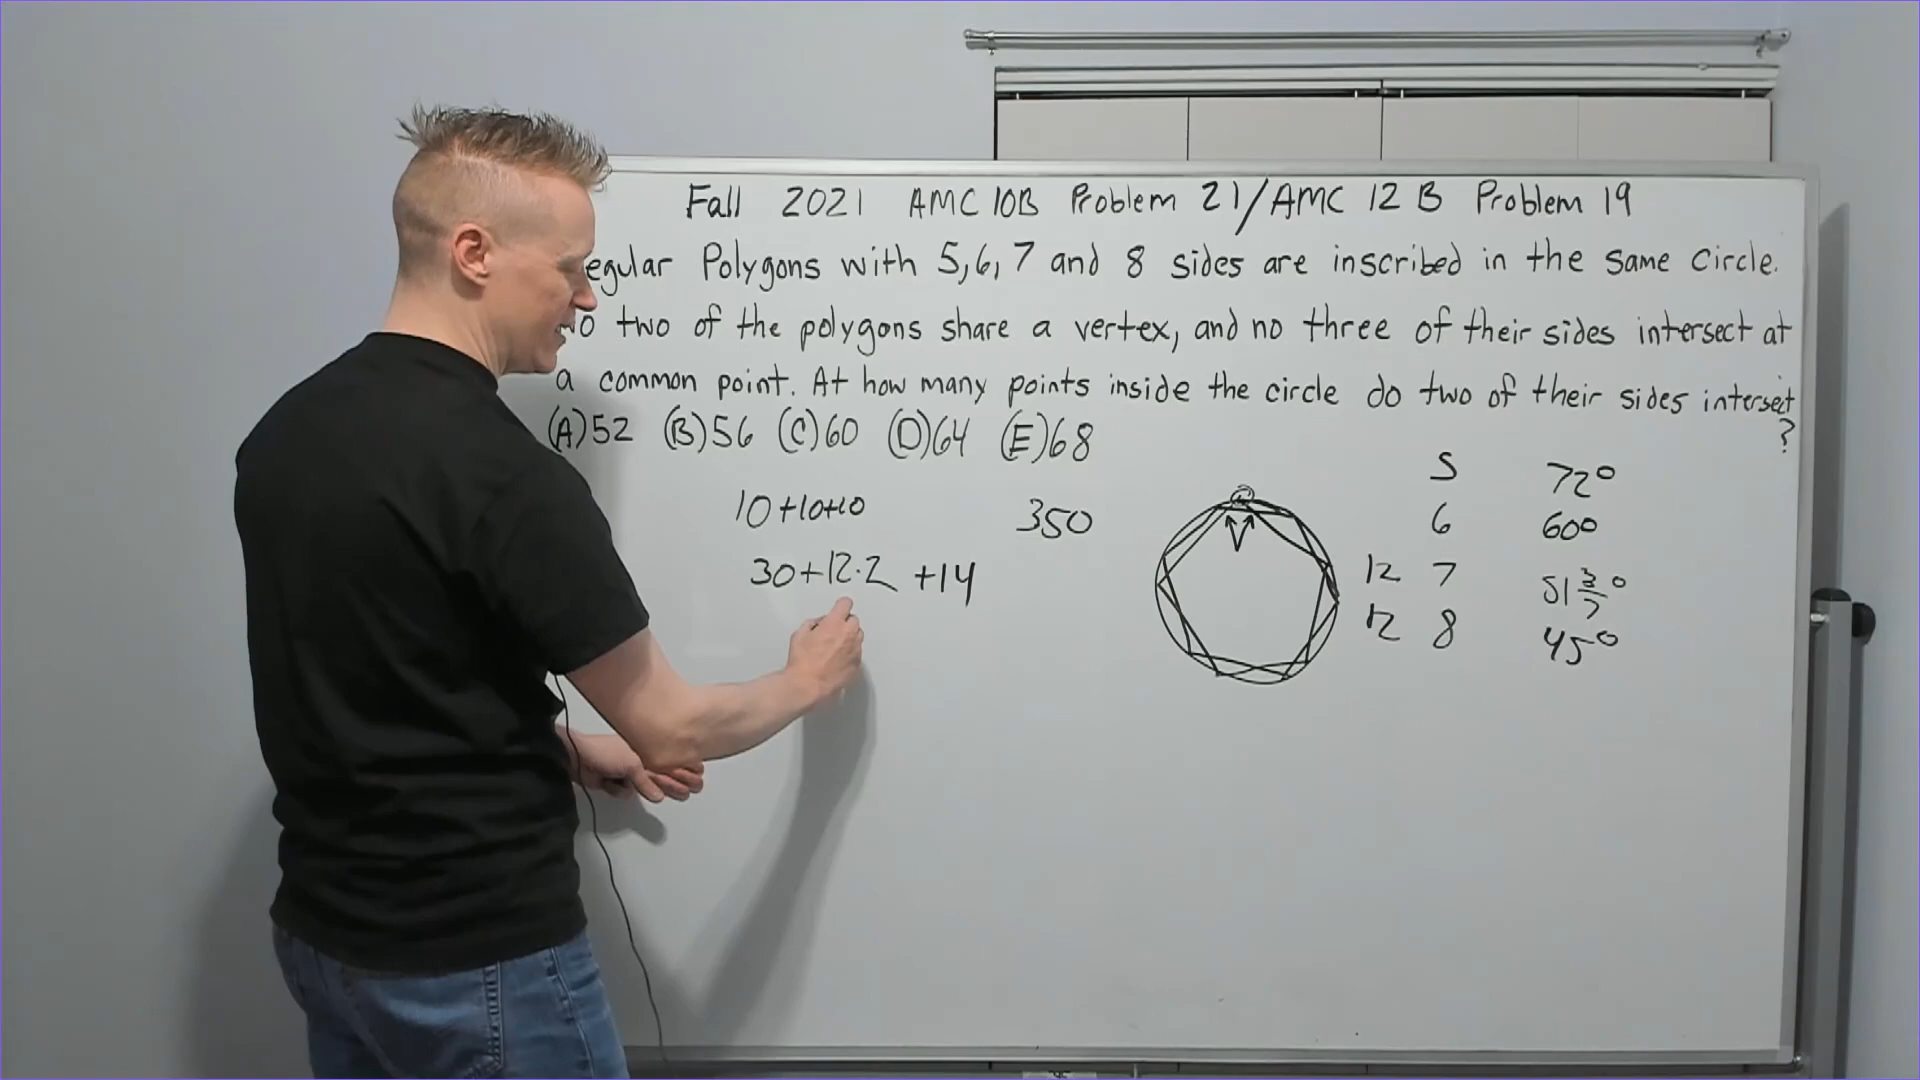 Fall 2021 AMC 10B Problem 21/AMC 12 B Problem 19
egular Polygons with 5,6,7 and 8 sides are inscribed in the same circle.
o two of the polygons share a vertex, and no three of their sides intersect at
a common point. At how many points inside the circle do two of their sides intersect
?
(A)52 (B)56 (C)60 (D)64 (E)68
10+10+10
350
30+12·2 +14
5 72°
6 60°
12 7 51 3/7°
12 8 45°